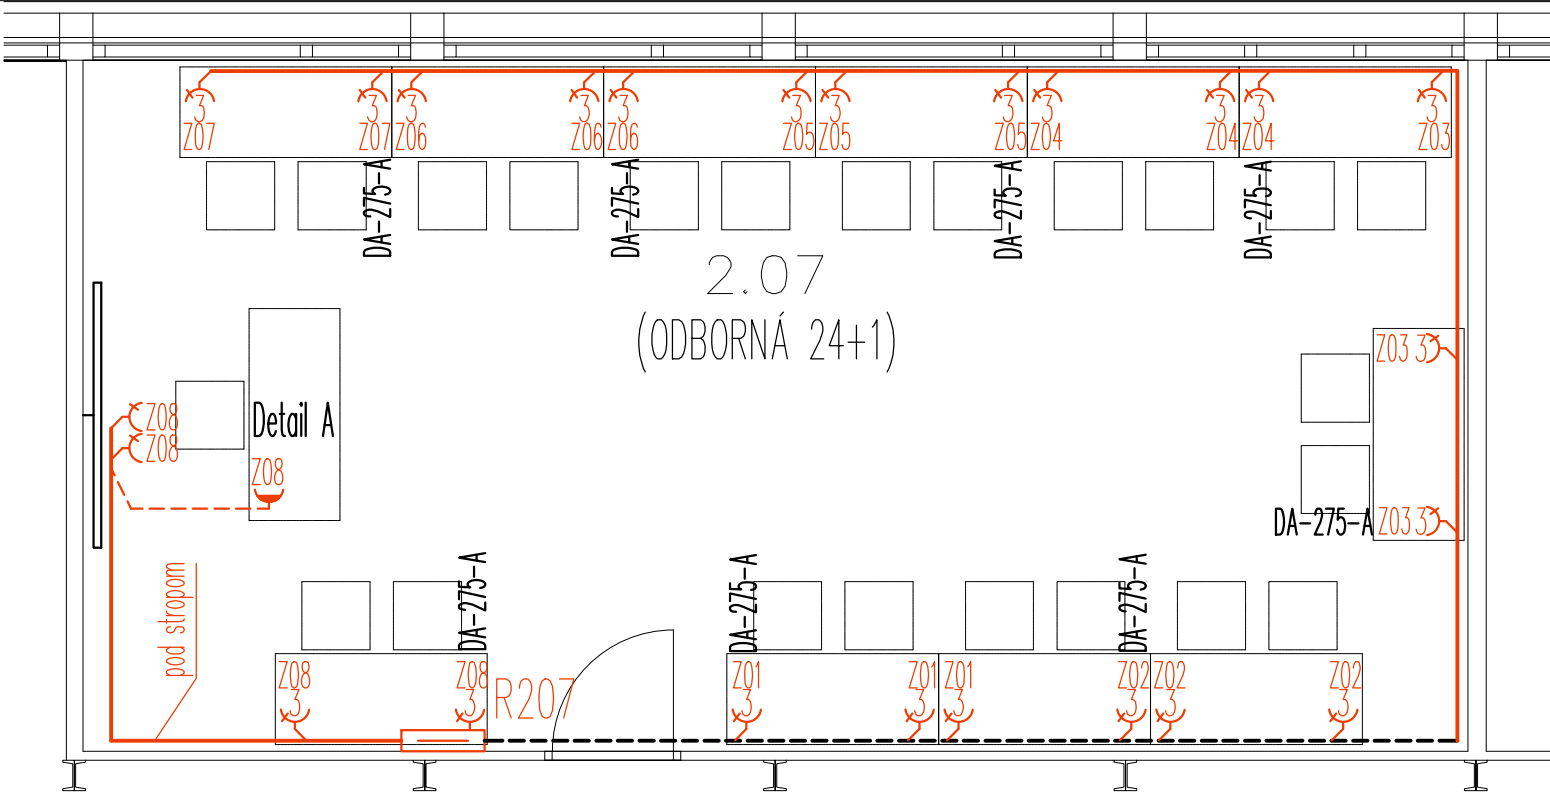 3 3 3 3 3 3 3 3 3 3 3 3
Z07 Z07 Z06 Z06 Z06 Z05 Z05 Z05 Z04 Z04 Z04 Z03
DA-275-A
DA-275-A
DA-275-A
DA-275-A
2.07
(ODBORNÁ 24+1)
Z03 3
Z08
Z08
Detail A
Z08
DA-275-A
Z03 3
pod stropom
DA-275-A
DA-275-A
DA-275-A
Z08 Z08 Z01 Z01 Z01 Z02 Z02 Z02
3 3 3 3 3 3 3 3
R207